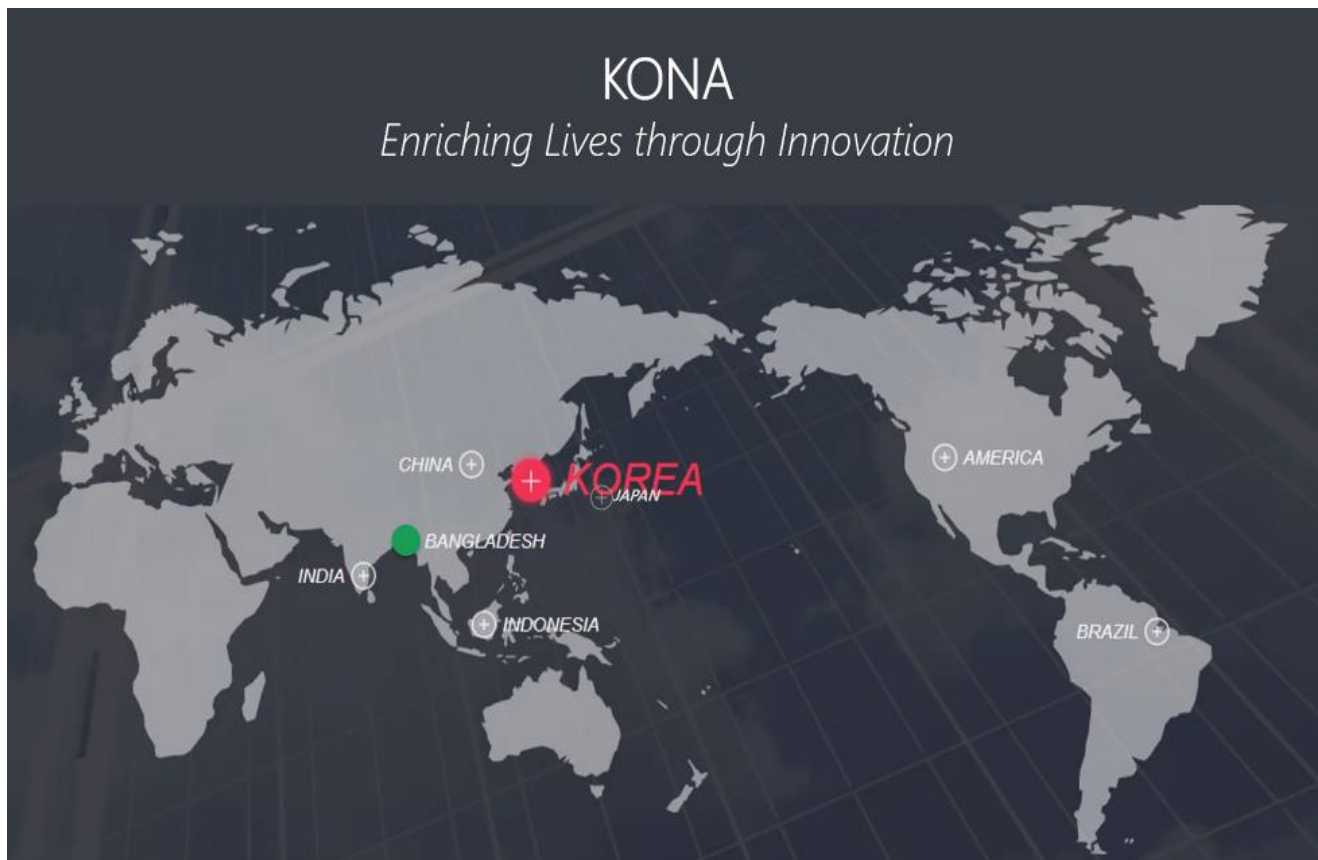 KONA
Enriching Lives through Innovation
CHINA
KOREA
JAPAN
AMERICA
BANGLADESH
INDIA
INDONESIA
BRAZIL